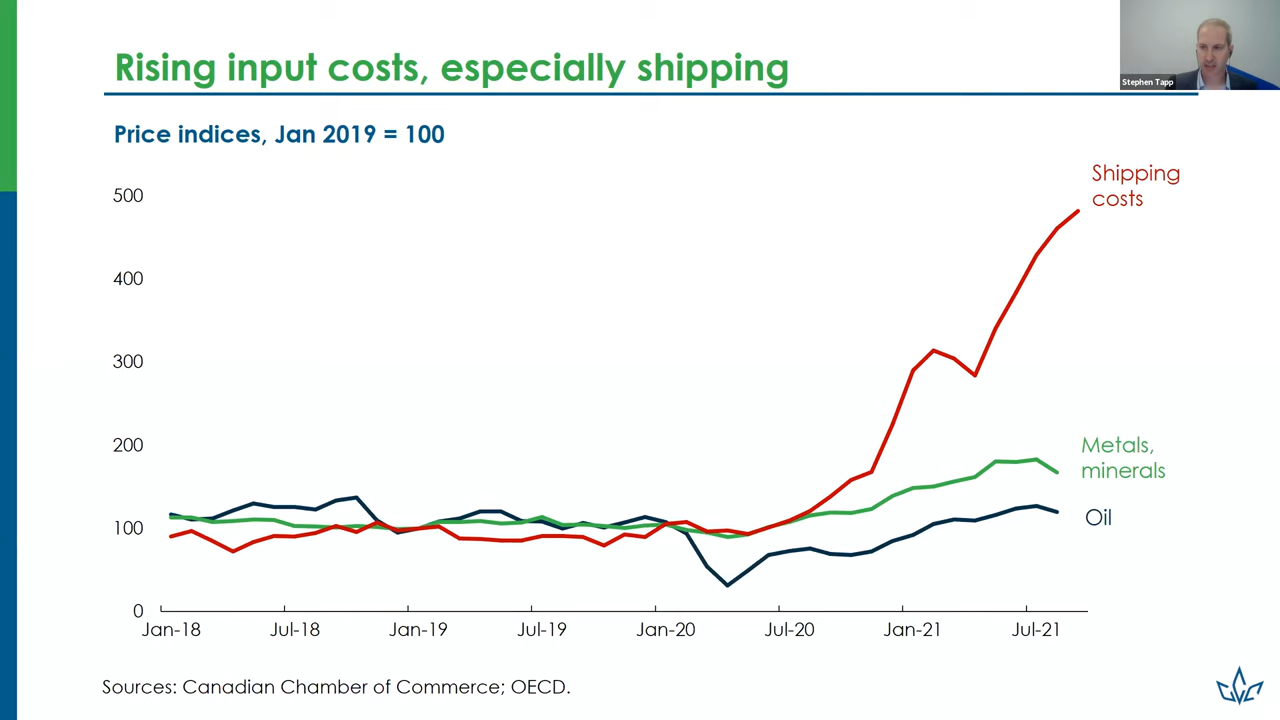 Rising input costs, especially shipping
Stephen Tapp
Price indices, Jan 2019 = 100
Shipping
costs
500
400
300
200
100
0
Metals,
minerals
Oil
Jan-18 Jul-18 Jan-19 Jul-19 Jan-20 Jul-20 Jan-21 Jul-21
Sources: Canadian Chamber of Commerce; OECD.